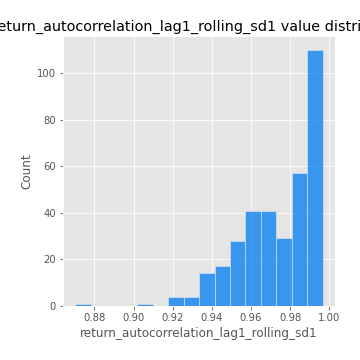 eturn_autocorrelation_lag1_rolling_sd1 value distri
100
80
60
40
20
0
Count
0.88 0.90 0.92 0.94 0.96 0.98 1.00
return_autocorrelation_lag1_rolling_sd1